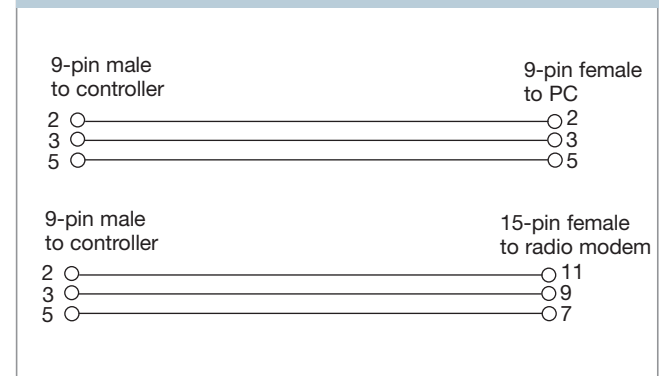 9-pin male
to controller
9-pin female
to PC
2 2
3 3
5 5
9-pin male
to controller
15-pin female
to radio modem
2 11
3 9
5 7